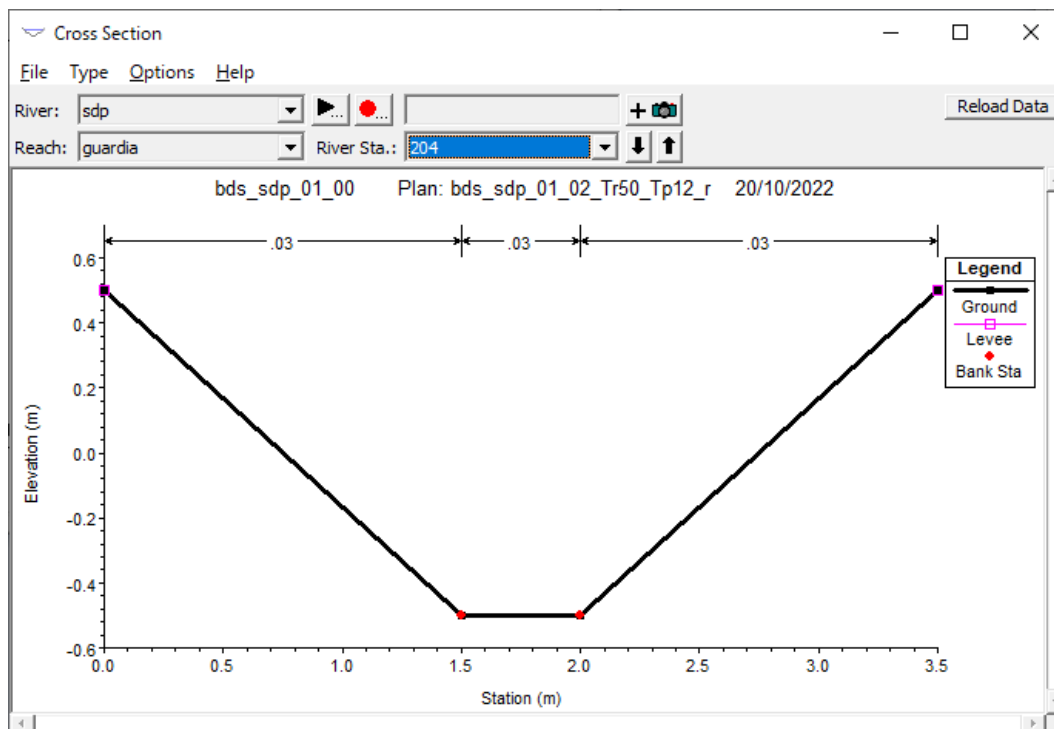 Cross Section
File Type Options Help
River: sdp ... ... + Reload Data
Reach: guardia River Sta.: 204
bds_sdp_01_00 Plan: bds_sdp_01_02_Tr50_Tp12_r 20/10/2022
.03 .03 .03
0.6
0.4
0.2
0.0
-0.2
-0.4
-0.6
Elevation (m)
0.0 0.5 1.0 1.5 2.0 2.5 3.0 3.5
Station (m)
Legend
Ground
Levee
Bank Sta